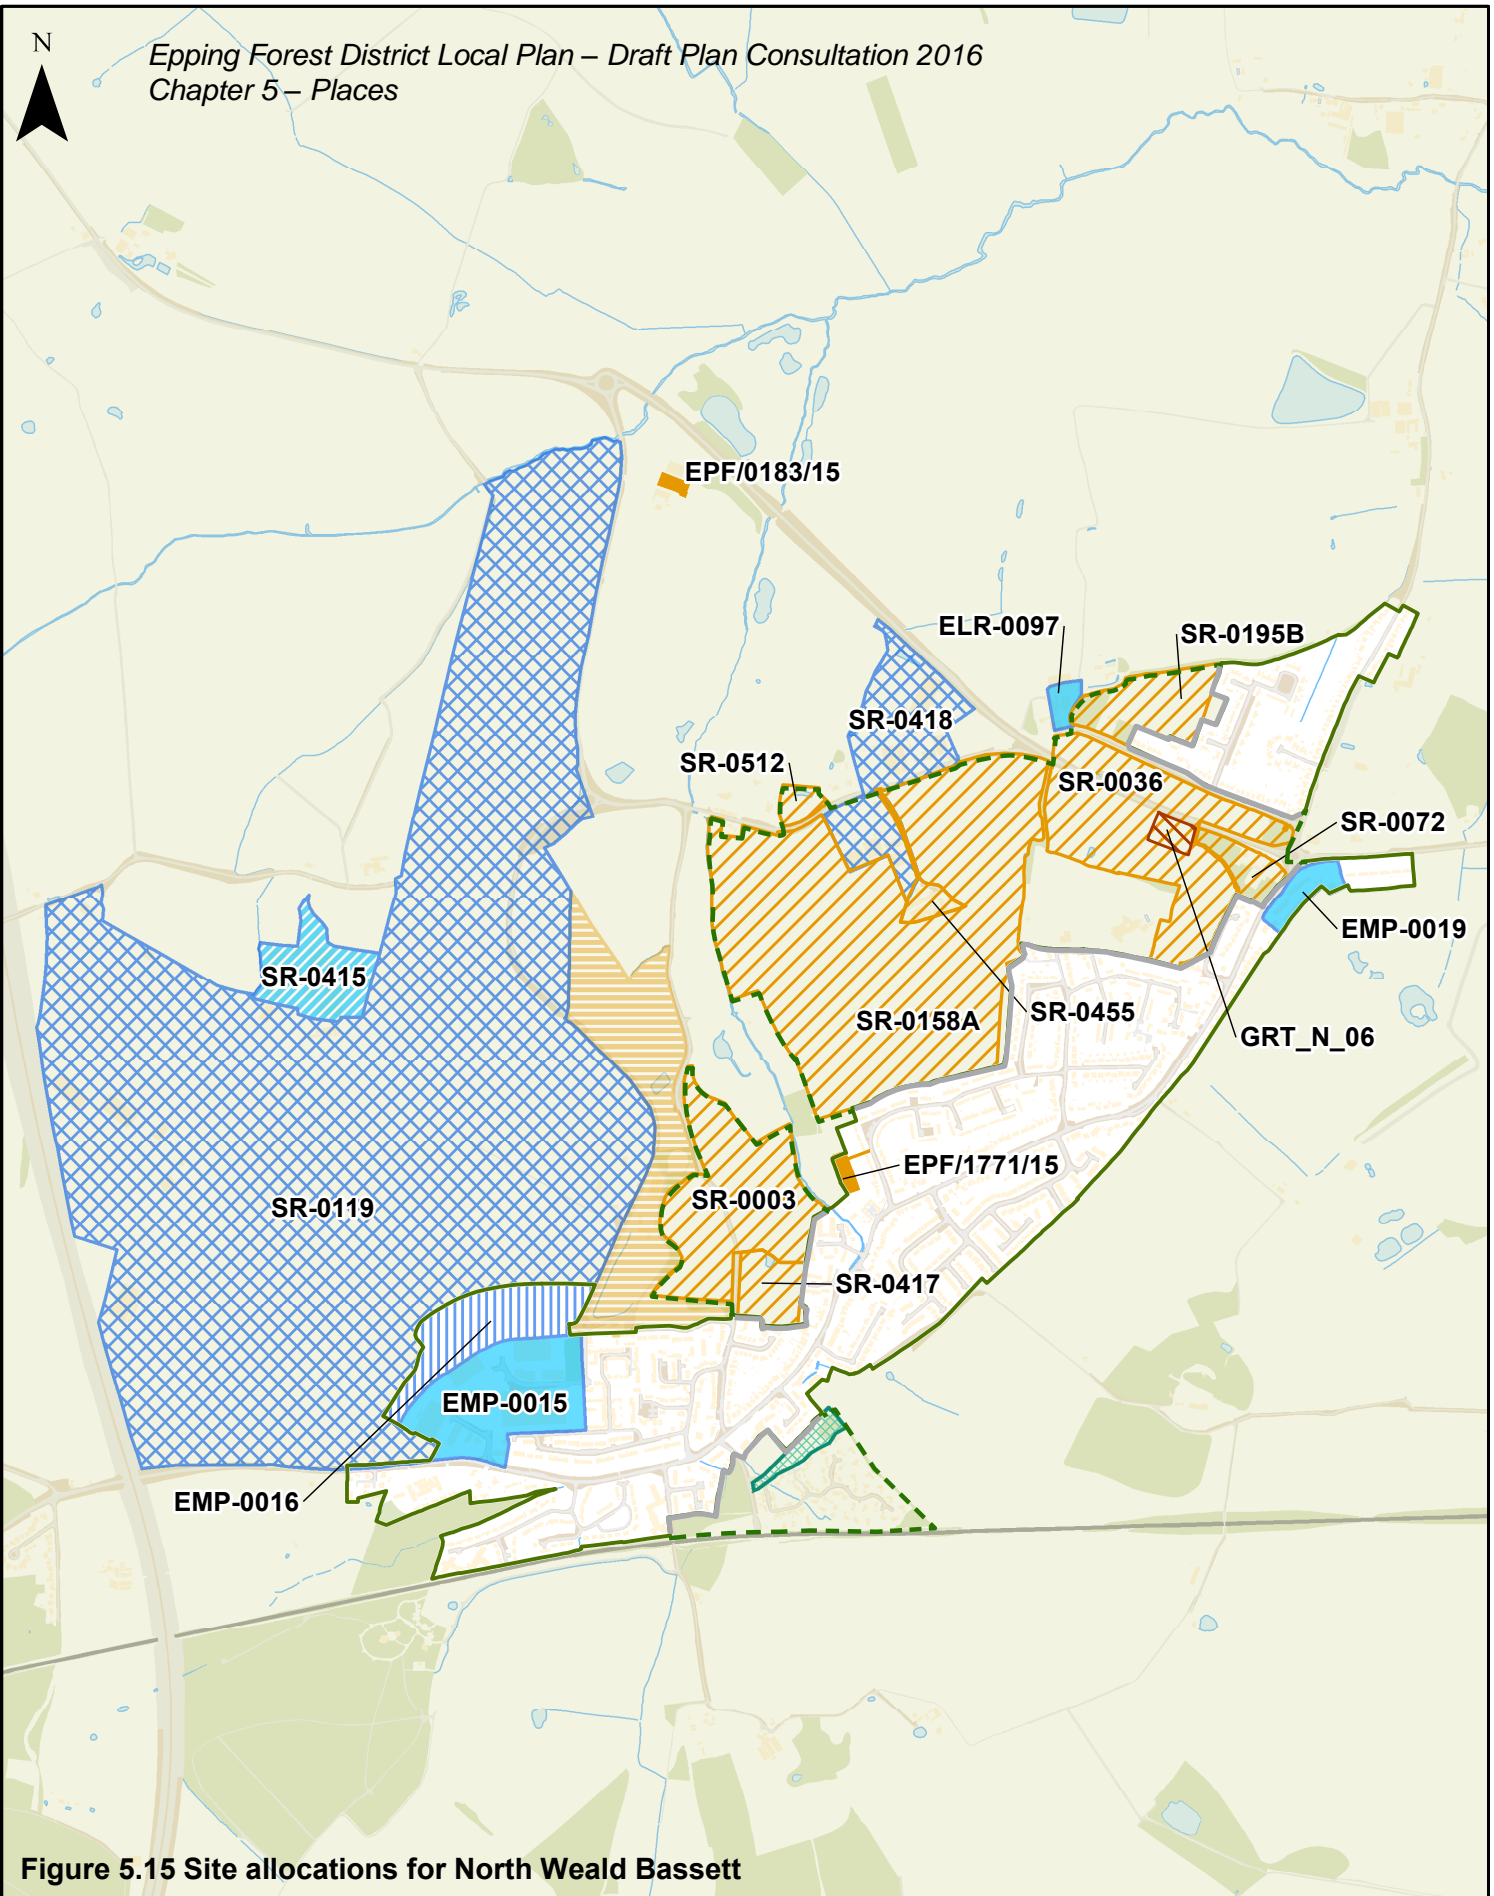 N
Epping Forest District Local Plan – Draft Plan Consultation 2016
Chapter 5 – Places
EPF/0183/15
ELR-0097
SR-0195B
SR-0418
SR-0512
SR-0036
SR-0072
EMP-0019
SR-0415
SR-0158A
SR-0455
GRT_N_06
EPF/1771/15
SR-0119
SR-0003
SR-0417
EMP-0015
EMP-0016
Figure 5.15 Site allocations for North Weald Bassett